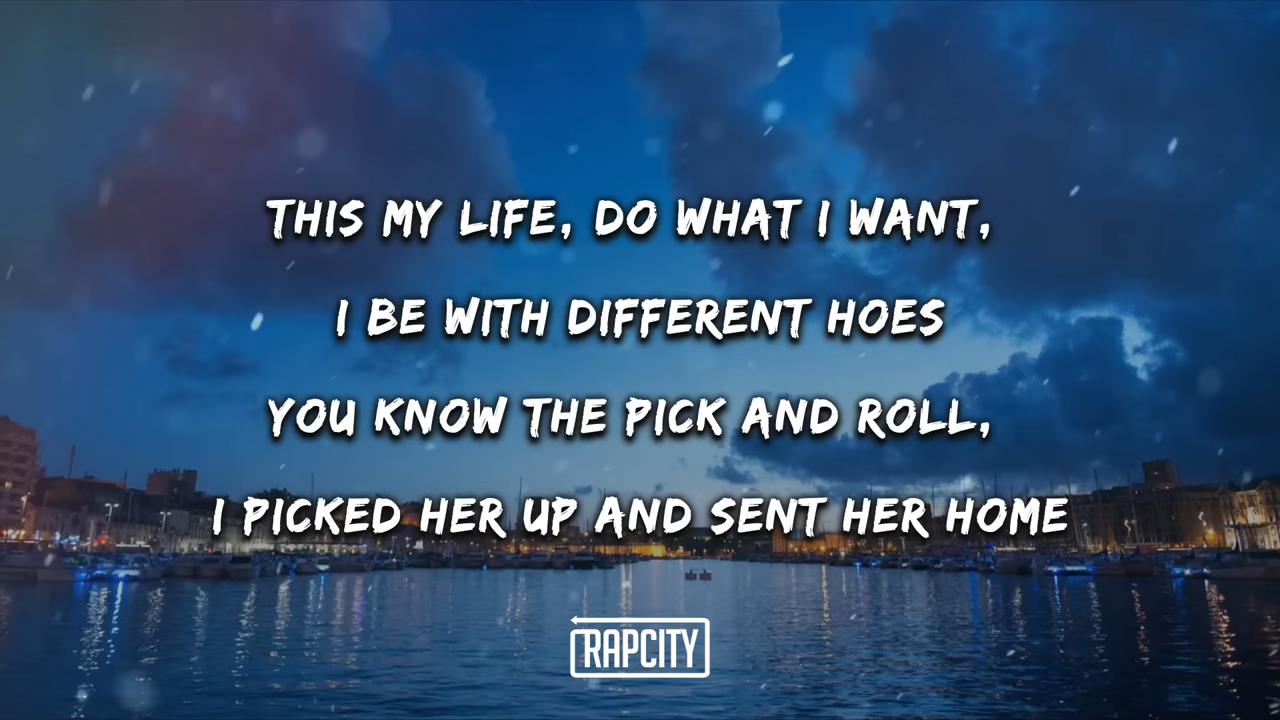 THIS MY LIFE, DO WHAT I WANT,
I BE WITH DIFFERENT HOES
YOU KNOW THE PICK AND ROLL,
I PICKED HER UP AND SENT HER HOME
RAPCITY